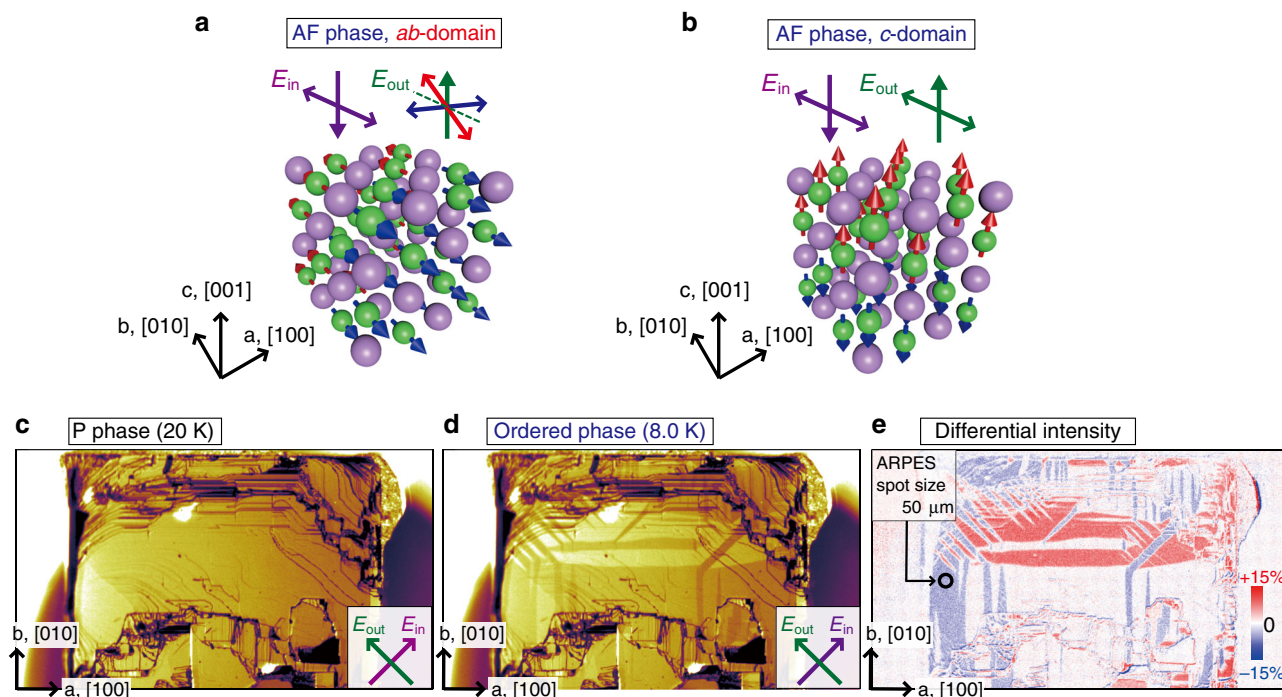 a
AF phase, ab-domain
E_in
E_out
c, [001]
b, [010]
a, [100]
b
AF phase, c-domain
E_in
E_out
c, [001]
b, [010]
a, [100]
c
P phase (20 K)
E_out E_in
b, [010]
a, [100]
d
Ordered phase (8.0 K)
E_out E_in
b, [010]
a, [100]
e
Differential intensity
ARPES
spot size
50 μm
+15%
0
−15%
b, [010]
a, [100]